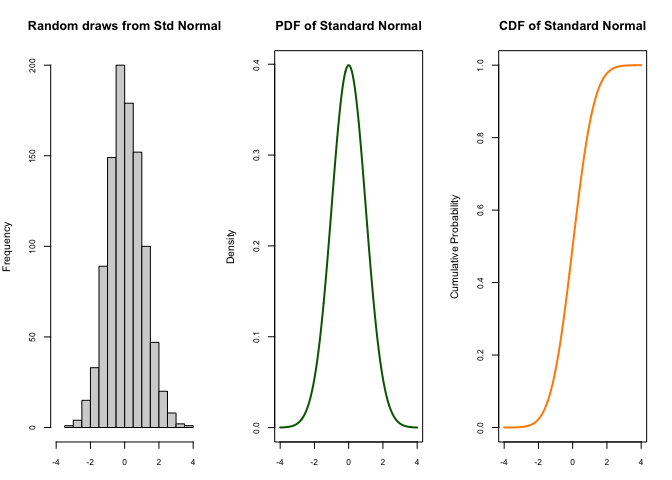 Random draws from Std Normal
Frequency
200
150
100
50
0
-4 -2 0 2 4
PDF of Standard Normal
Density
0.4
0.3
0.2
0.1
0.0
-4 -2 0 2 4
CDF of Standard Normal
Cumulative Probability
1.0
0.8
0.6
0.4
0.2
0.0
-4 -2 0 2 4